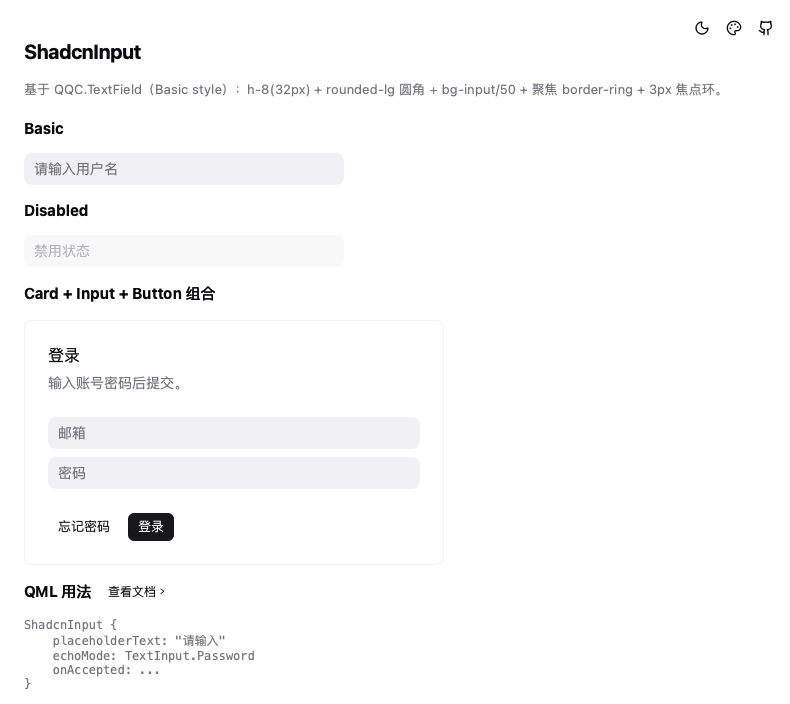 ShadcnInput
基于 QQC.TextField（Basic style）：h-8(32px) + rounded-lg 圆角 + bg-input/50 + 聚焦 border-ring + 3px 焦点环。
Basic
请输入用户名
Disabled
禁用状态
Card + Input + Button 组合
登录
输入账号密码后提交。
邮箱
密码
忘记密码 登录
QML 用法 查看文档 ›
ShadcnInput {
    placeholderText: "请输入"
    echoMode: TextInput.Password
    onAccepted: ...
}